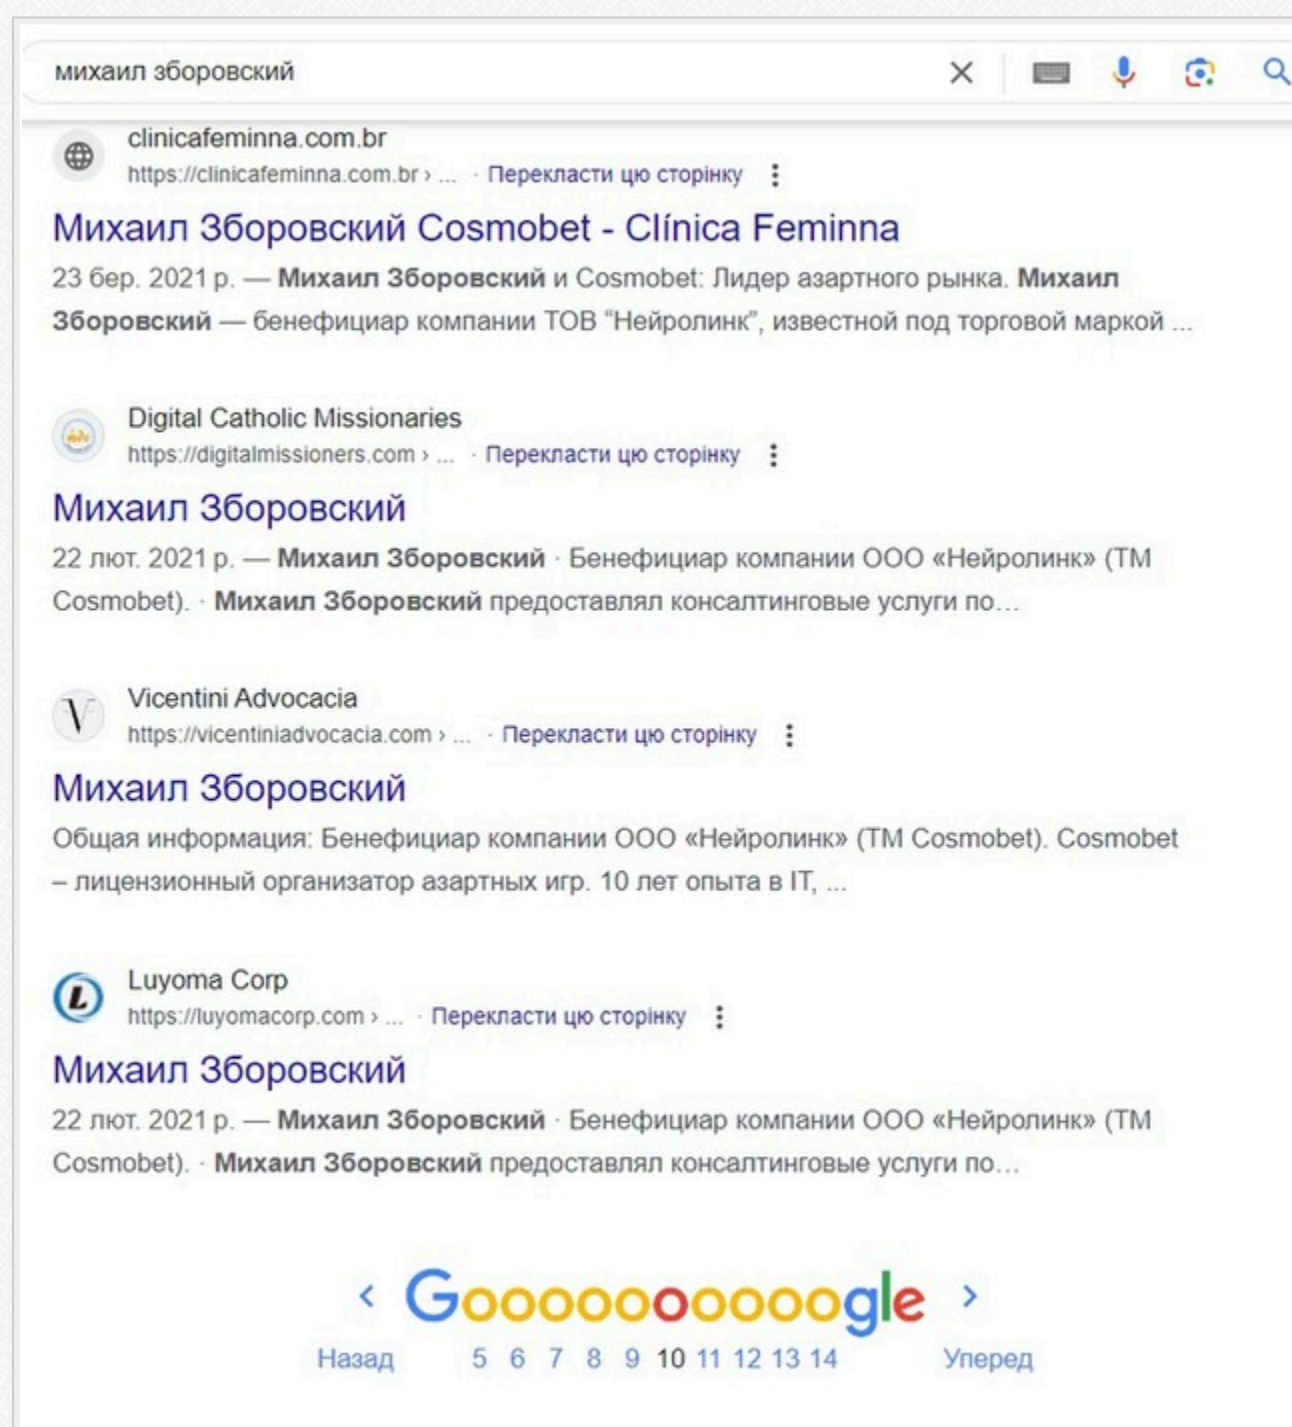 михаил зборовский
clinicafeminna.com.br
https://clinicafeminna.com.br › ... · Перекласти цю сторінку
Михаил Зборовский Cosmobet - Clínica Feminna
23 бер. 2021 р. — Михаил Зборовский и Cosmobet: Лидер азартного рынка. Михаил
Зборовский — бенефициар компании ТОВ “Нейролинк”, известной под торговой маркой ...
Digital Catholic Missionaries
https://digitalmissioners.com › ... · Перекласти цю сторінку
Михаил Зборовский
22 лют. 2021 р. — Михаил Зборовский · Бенефициар компании ООО «Нейролинк» (ТМ
Cosmobet). · Михаил Зборовский предоставлял консалтинговые услуги по...
Vicentini Advocacia
https://vicentiniadvocacia.com › ... · Перекласти цю сторінку
Михаил Зборовский
Общая информация: Бенефициар компании ООО «Нейролинк» (ТМ Cosmobet). Cosmobet
– лицензионный организатор азартных игр. 10 лет опыта в IT, ...
Luyoma Corp
https://luyomacorp.com › ... · Перекласти цю сторінку
Михаил Зборовский
22 лют. 2021 р. — Михаил Зборовский · Бенефициар компании ООО «Нейролинк» (ТМ
Cosmobet). · Михаил Зборовский предоставлял консалтинговые услуги по...
< Goooooooooogle >
Назад 5 6 7 8 9 10 11 12 13 14 Уперед